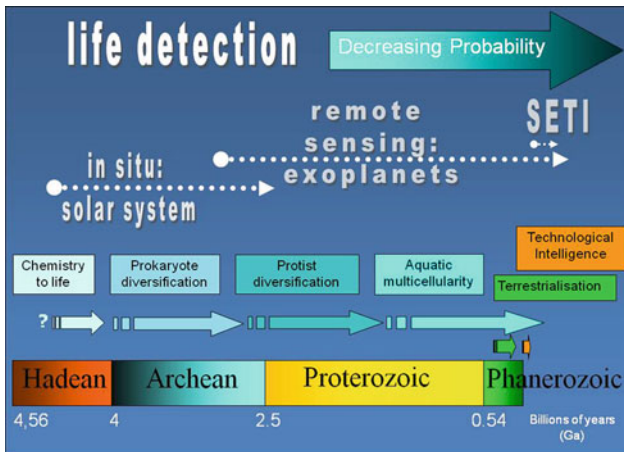 life detection
Decreasing Probability
remote
sensing:
exoplanets
SETI
in situ:
solar system
Technological
Intelligence
Chemistry
to life
Prokaryote
diversification
Protist
diversification
Aquatic
multicellularity
Terrestrialisation
?
Hadean
Archean
Proterozoic
Phanerozoic
4,56
4
2.5
0.54
Billions of years
(Ga)